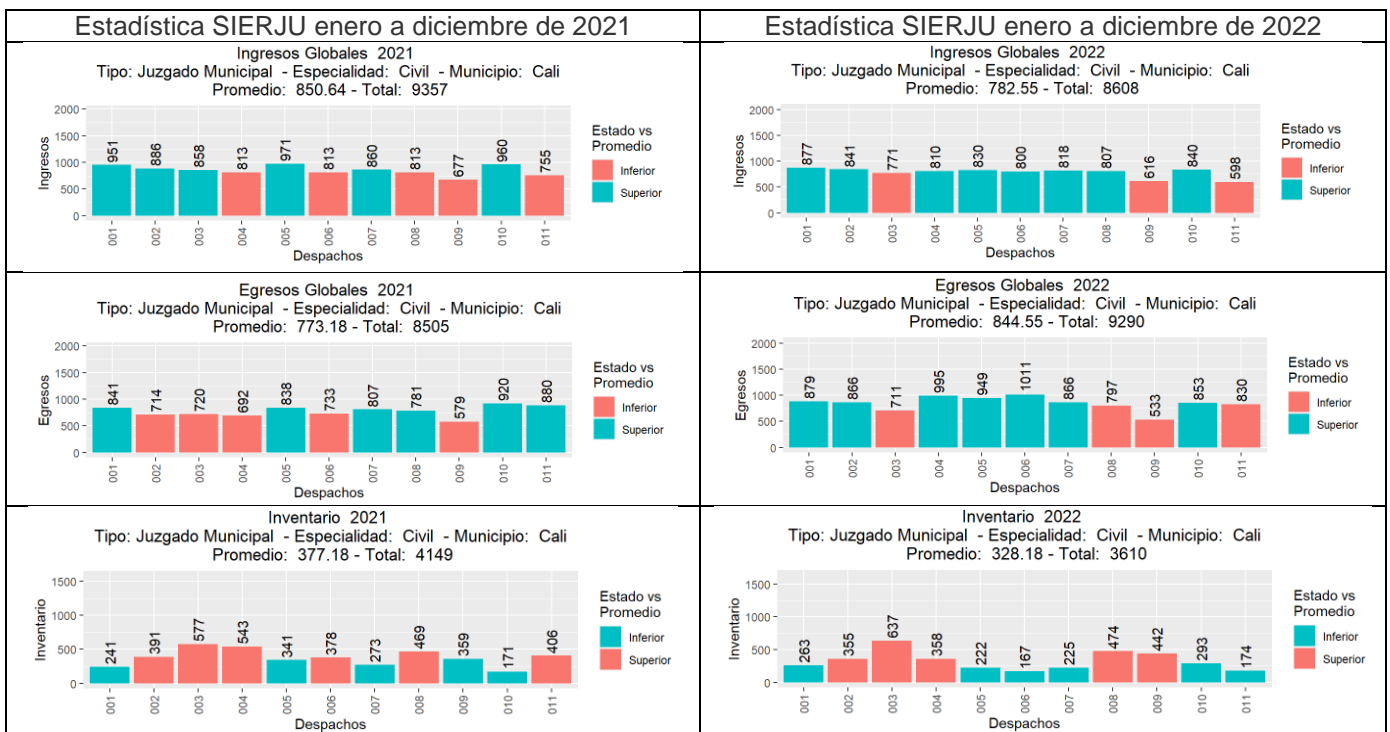 Estadística SIERJU enero a diciembre de 2021
Estadística SIERJU enero a diciembre de 2022
Ingresos Globales 2021
Tipo: Juzgado Municipal - Especialidad: Civil - Municipio: Cali
Promedio: 850.64 - Total: 9357
2000
1500
1000
500
0
Ingresos
951 886 858 813 971 813 860 813 677 960 755
001 002 003 004 005 006 007 008 009 010 011
Despachos
Estado vs
Promedio
Inferior
Superior
Ingresos Globales 2022
Tipo: Juzgado Municipal - Especialidad: Civil - Municipio: Cali
Promedio: 782.55 - Total: 8608
2000
1500
1000
500
0
Ingresos
877 841 771 810 830 800 818 807 616 840 598
001 002 003 004 005 006 007 008 009 010 011
Despachos
Estado vs
Promedio
Inferior
Superior
Egresos Globales 2021
Tipo: Juzgado Municipal - Especialidad: Civil - Municipio: Cali
Promedio: 773.18 - Total: 8505
2000
1500
1000
500
0
Egresos
841 714 720 692 838 733 807 781 579 920 880
001 002 003 004 005 006 007 008 009 010 011
Despachos
Estado vs
Promedio
Inferior
Superior
Egresos Globales 2022
Tipo: Juzgado Municipal - Especialidad: Civil - Municipio: Cali
Promedio: 844.55 - Total: 9290
2000
1500
1000
500
0
Egresos
879 866 711 995 949 1011 866 797 533 853 830
001 002 003 004 005 006 007 008 009 010 011
Despachos
Estado vs
Promedio
Inferior
Superior
Inventario 2021
Tipo: Juzgado Municipal - Especialidad: Civil - Municipio: Cali
Promedio: 377.18 - Total: 4149
1500
1000
500
0
Inventario
241 391 577 543 341 378 273 469 359 171 406
001 002 003 004 005 006 007 008 009 010 011
Despachos
Estado vs
Promedio
Inferior
Superior
Inventario 2022
Tipo: Juzgado Municipal - Especialidad: Civil - Municipio: Cali
Promedio: 328.18 - Total: 3610
1500
1000
500
0
Inventario
263 355 637 358 222 167 225 474 442 293 174
001 002 003 004 005 006 007 008 009 010 011
Despachos
Estado vs
Promedio
Inferior
Superior